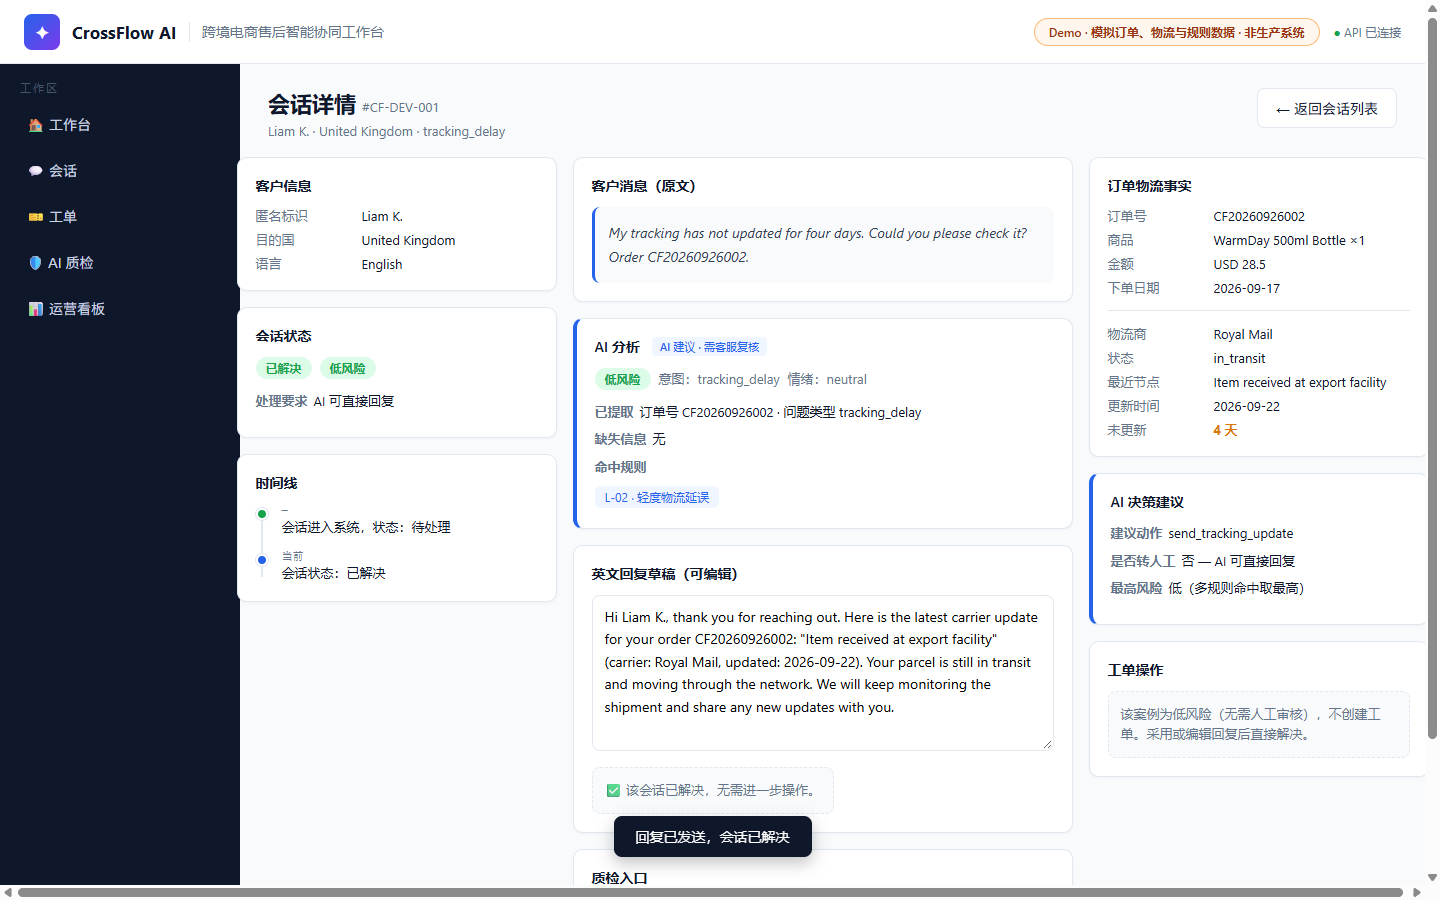 CrossFlow AI
跨境电商售后智能协同工作台
Demo · 模拟订单、物流与规则数据 · 非生产系统
API 已连接
工作区
工作台
会话
工单
AI 质检
运营看板
会话详情 #CF-DEV-001
Liam K. · United Kingdom · tracking_delay
← 返回会话列表
客户信息
匿名标识 Liam K.
目的国 United Kingdom
语言 English
会话状态
已解决 低风险
处理要求 AI 可直接回复
时间线
–
会话进入系统，状态：待处理
当前
会话状态：已解决
客户消息（原文）
My tracking has not updated for four days. Could you please check it?
Order CF20260926002.
AI 分析 AI 建议 · 需客服复核
低风险 意图：tracking_delay 情绪：neutral
已提取 订单号 CF20260926002 · 问题类型 tracking_delay
缺失信息 无
命中规则
L-02 · 轻度物流延误
英文回复草稿（可编辑）
Hi Liam K., thank you for reaching out. Here is the latest carrier update
for your order CF20260926002: "Item received at export facility"
(carrier: Royal Mail, updated: 2026-09-22). Your parcel is still in transit
and moving through the network. We will keep monitoring the
shipment and share any new updates with you.
该会话已解决，无需进一步操作。
回复已发送，会话已解决
质检入口
订单物流事实
订单号 CF20260926002
商品 WarmDay 500ml Bottle ×1
金额 USD 28.5
下单日期 2026-09-17
物流商 Royal Mail
状态 in_transit
最近节点 Item received at export facility
更新时间 2026-09-22
未更新 4 天
AI 决策建议
建议动作 send_tracking_update
是否转人工 否 — AI 可直接回复
最高风险 低（多规则命中取最高）
工单操作
该案例为低风险（无需人工审核），不创建工
单。采用或编辑回复后直接解决。